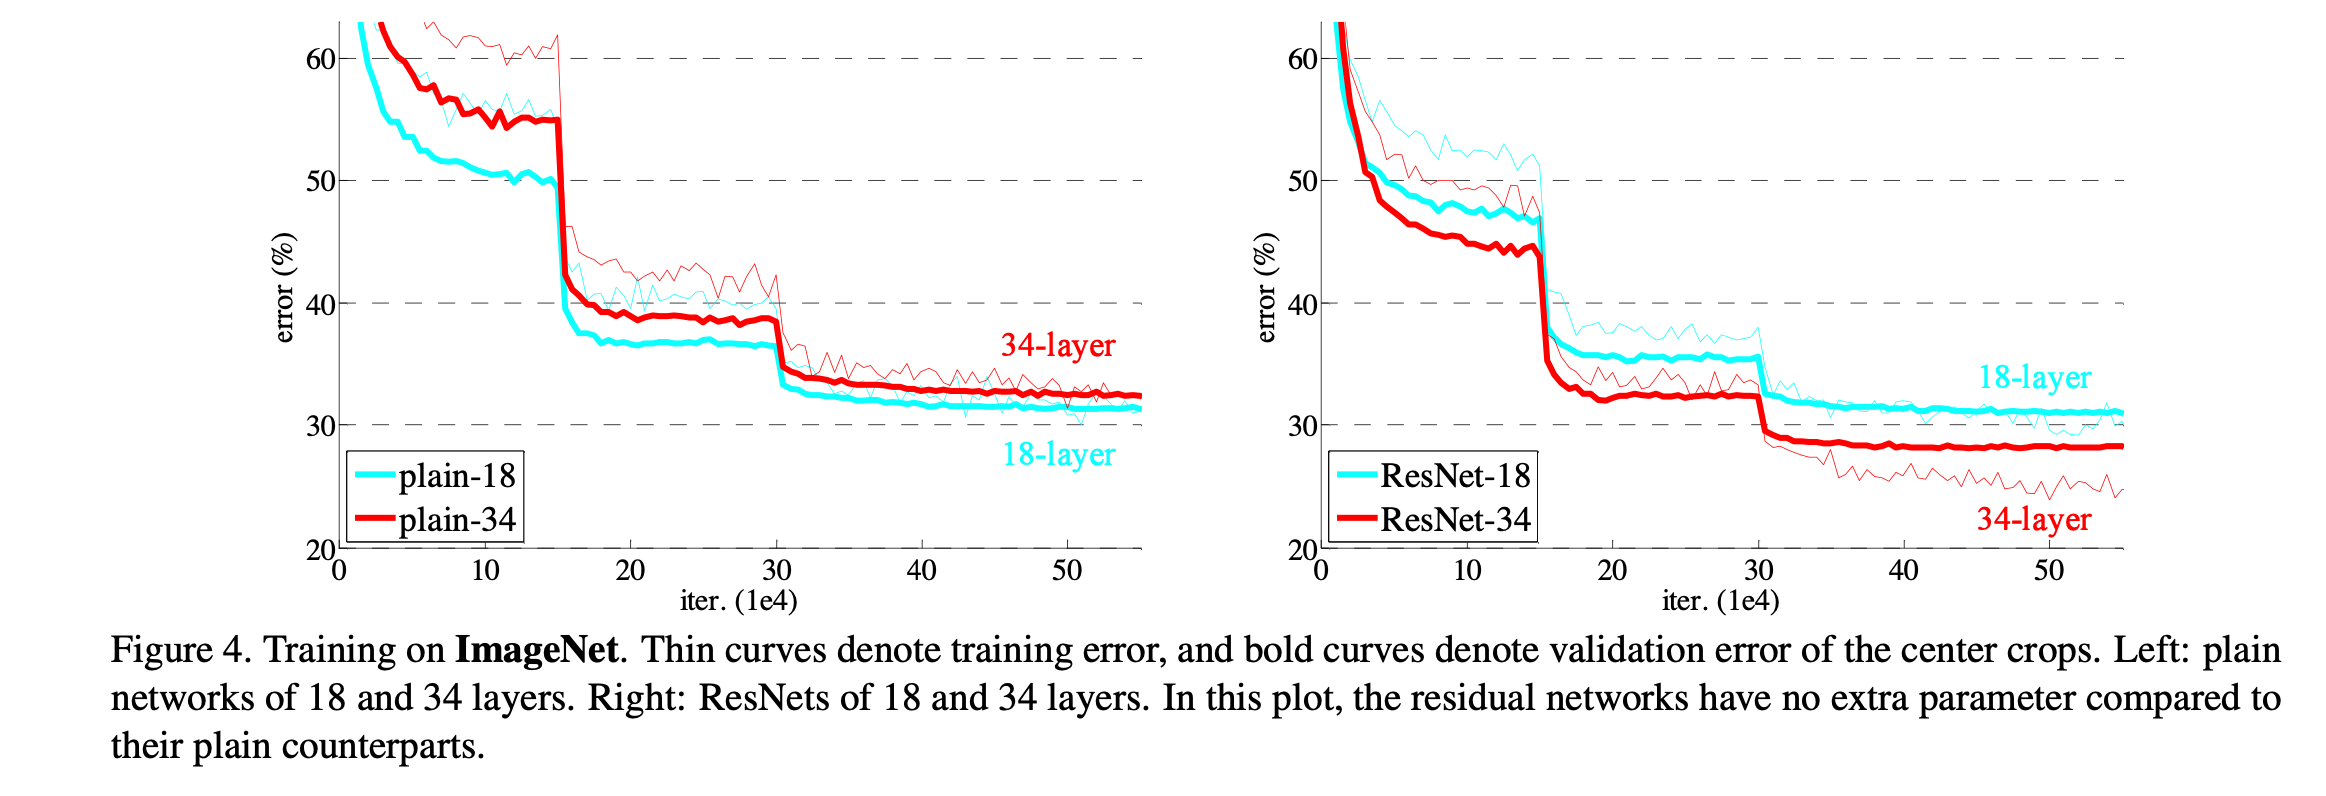 60
50
40
30
20
error (%)
34-layer
18-layer
plain-18
plain-34
0 10 20 30 40 50
iter. (1e4)
60
50
40
30
20
error (%)
18-layer
34-layer
ResNet-18
ResNet-34
0 10 20 30 40 50
iter. (1e4)
Figure 4. Training on ImageNet. Thin curves denote training error, and bold curves denote validation error of the center crops. Left: plain
networks of 18 and 34 layers. Right: ResNets of 18 and 34 layers. In this plot, the residual networks have no extra parameter compared to
their plain counterparts.